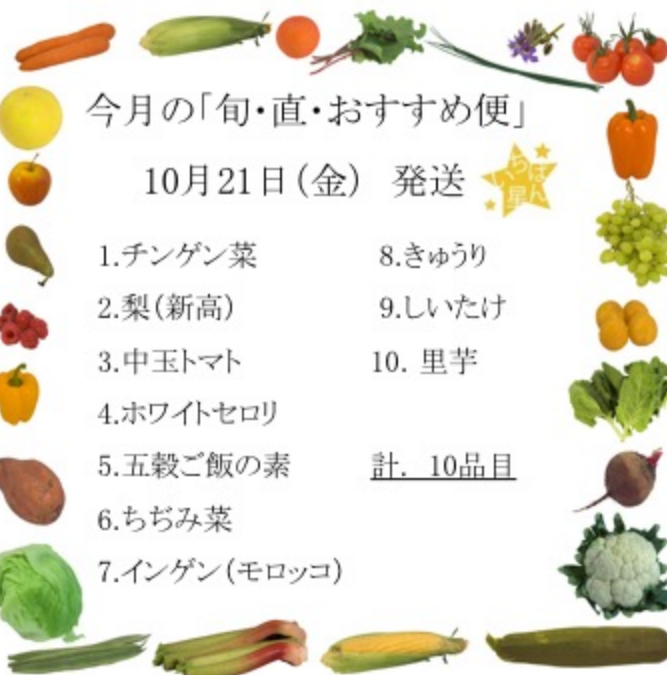 今月の「旬・直・おすすめ便」
10月21日(金) 発送
いちばん星
1.チンゲン菜
2.梨(新高)
3.中玉トマト
4.ホワイトセロリ
5.五穀ご飯の素
6.ちぢみ菜
7.インゲン(モロッコ)
8.きゅうり
9.しいたけ
10. 里芋
計. 10品目